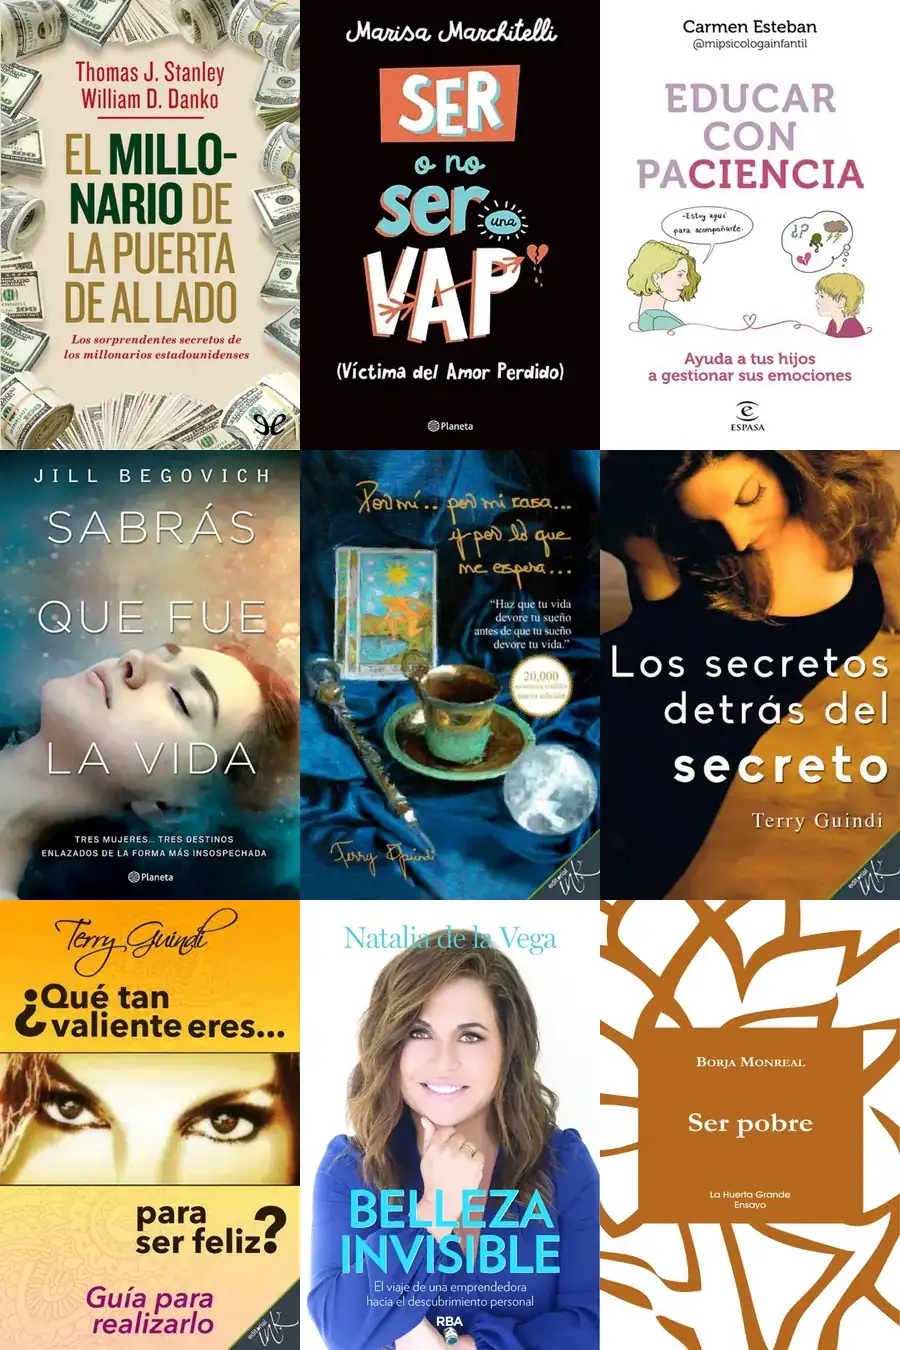 Thomas J. Stanley
William D. Danko
EL MILLO-
NARIO DE
LA PUERTA
DE AL LADO
Los sorprendentes secretos de
los millonarios estadounidenses
Marisa Marchitelli
SER
o no
ser
una
VAP
(Víctima del Amor Perdido)
Planeta
Carmen Esteban
@mipsicologainfantil
EDUCAR
CON
PACIENCIA
-Estoy aquí
para acompañarte.
¿?
Ayuda a tus hijos
a gestionar sus emociones
e
ESPASA
JILL BEGOVICH
SABRÁS
QUE FUE
LA VIDA
TRES MUJERES... TRES DESTINOS
ENLAZADOS DE LA FORMA MÁS INSOSPECHADA
Planeta
Por mí.. por mi casa...
y por lo que
me espera...
“Haz que tu vida
devore tu sueño
antes de que tu sueño
devore tu vida.”
20,000
nueva edición
Terry Guindi
editorial
Los secretos
detrás del
secreto
Terry Guindi
editorial
Terry Guindi
¿Qué tan
valiente eres...
para
ser feliz?
Guía para
realizarlo
editorial
Natalia de la Vega
BELLEZA
INVISIBLE
El viaje de una emprendedora
hacia el descubrimiento personal
RBA
Borja Monreal
Ser pobre
La Huerta Grande
Ensayo